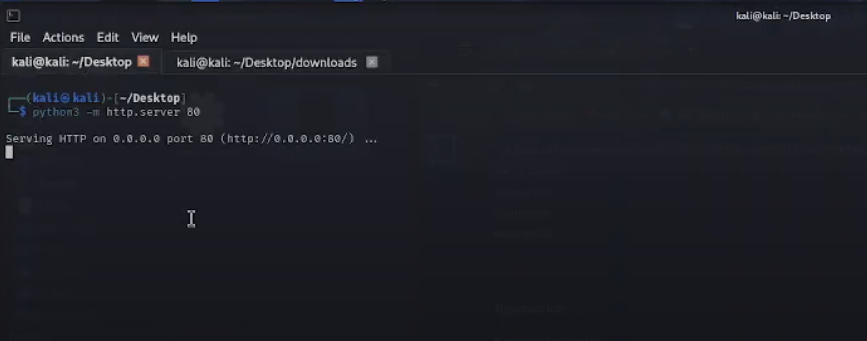 kali@kali: ~/Desktop
File Actions Edit View Help
kali@kali: ~/Desktop kali@kali: ~/Desktop/downloads
(kali㉿kali)-[~/Desktop]
$ python3 -m http.server 80
Serving HTTP on 0.0.0.0 port 80 (http://0.0.0.0:80/) ...